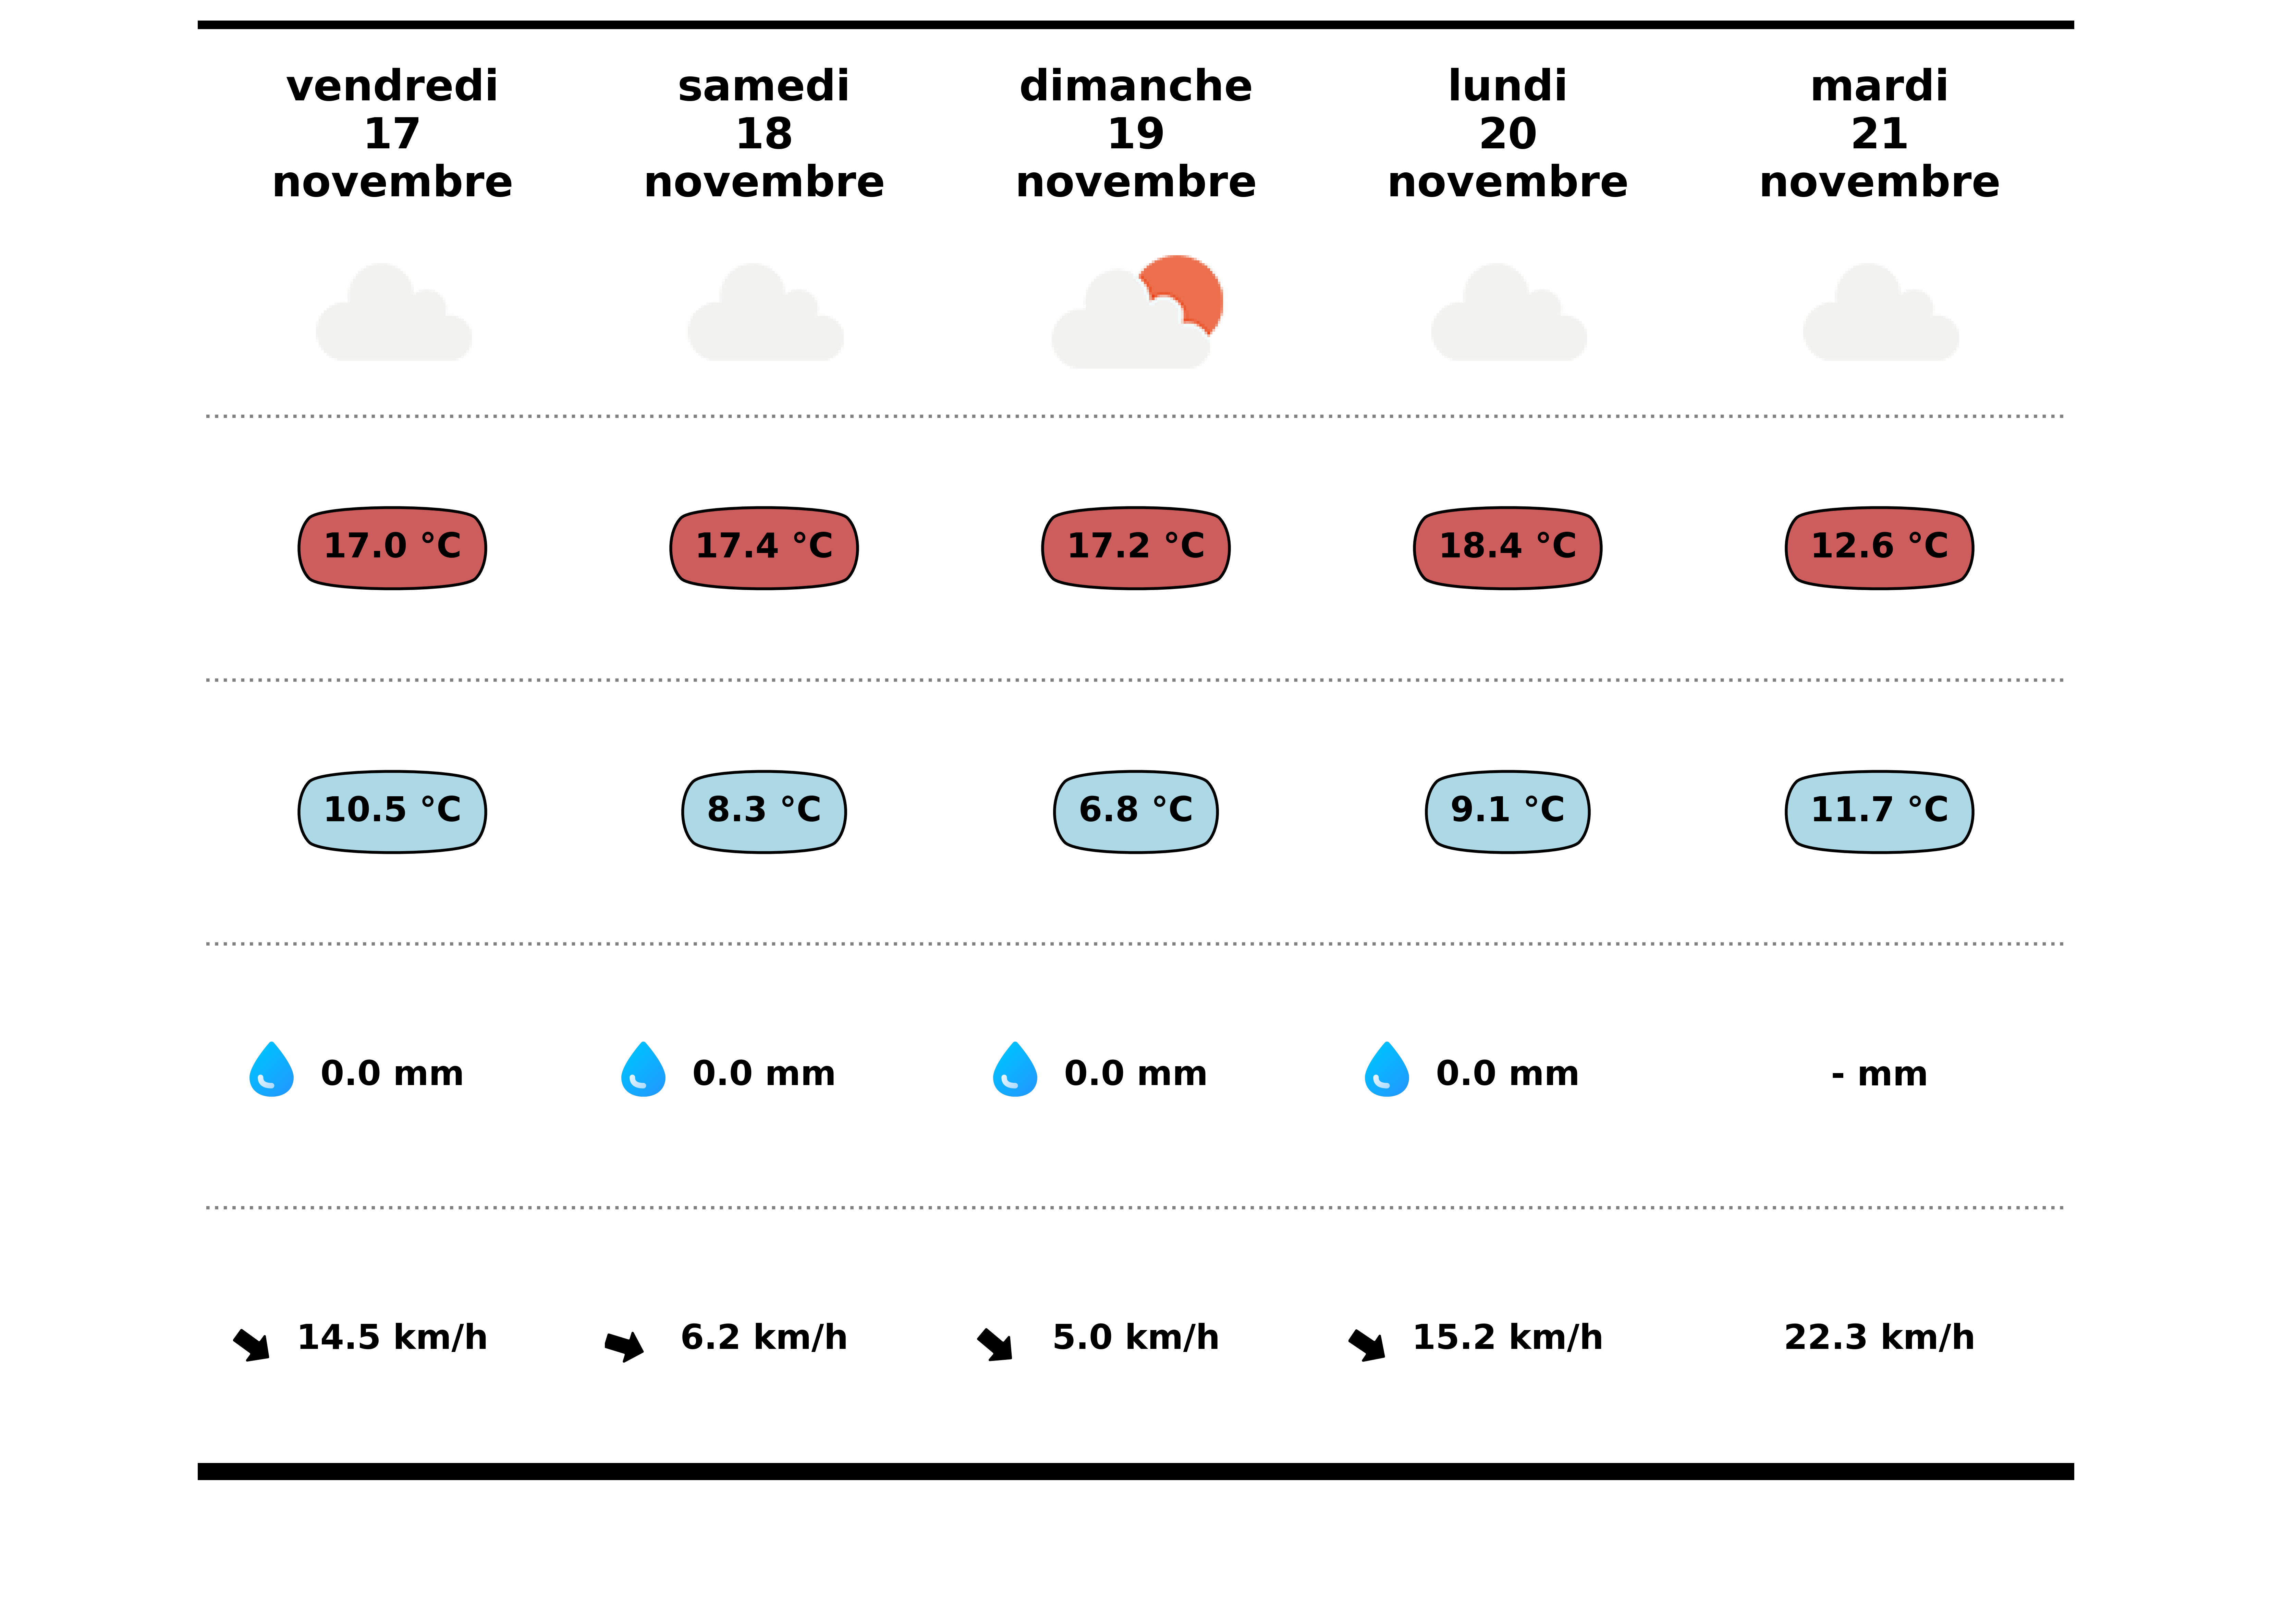 vendredi
17
novembre
samedi
18
novembre
dimanche
19
novembre
lundi
20
novembre
mardi
21
novembre
17.0 °C
17.4 °C
17.2 °C
18.4 °C
12.6 °C
10.5 °C
8.3 °C
6.8 °C
9.1 °C
11.7 °C
0.0 mm
0.0 mm
0.0 mm
0.0 mm
- mm
14.5 km/h
6.2 km/h
5.0 km/h
15.2 km/h
22.3 km/h